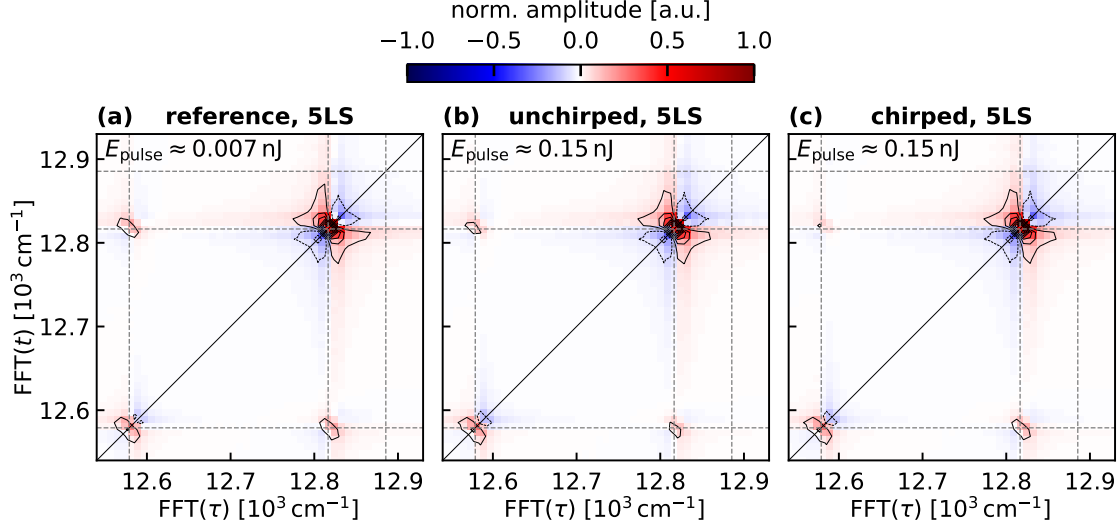 norm. amplitude [a.u.]
−1.0 −0.5 0.0 0.5 1.0
(a) reference, 5LS
(b) unchirped, 5LS
(c) chirped, 5LS
E_pulse ≈ 0.007 nJ
E_pulse ≈ 0.15 nJ
E_pulse ≈ 0.15 nJ
FFT(t) [10³ cm⁻¹]
12.9
12.8
12.7
12.6
12.6 12.7 12.8 12.9
12.6 12.7 12.8 12.9
12.6 12.7 12.8 12.9
FFT(τ) [10³ cm⁻¹]
FFT(τ) [10³ cm⁻¹]
FFT(τ) [10³ cm⁻¹]